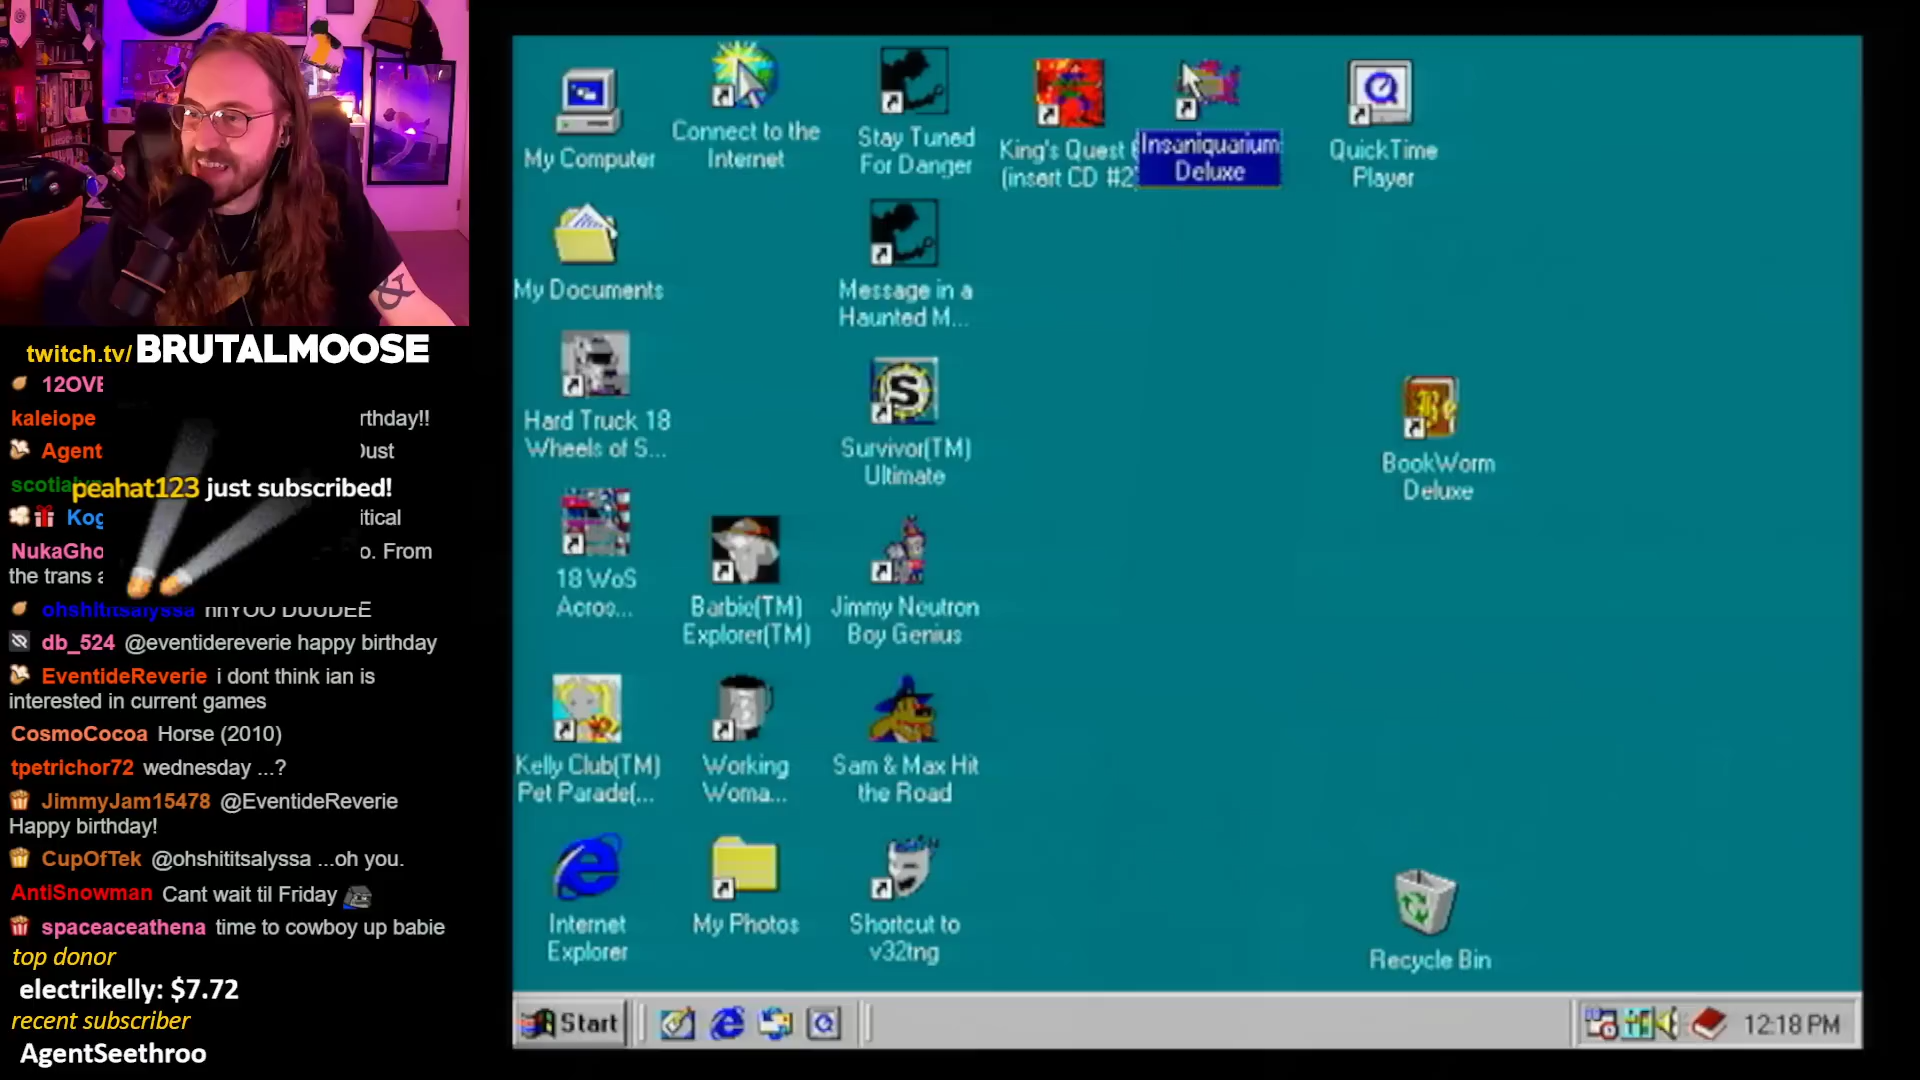 twitch.tv/BRUTALMOOSE
12OVE
kaleiope rthday!!
Agent
scotial
peahat123 just subscribed!
Kog itical
NukaGho o. From
the trans a
ohshititsalyssa nnYOO DUUDEE
db_524 @eventidereverie happy birthday
EventideReverie i dont think ian is
interested in current games
CosmoCocoa Horse (2010)
tpetrichor72 wednesday ...?
JimmyJam15478 @EventideReverie
Happy birthday!
CupOfTek @ohshititsalyssa ...oh you.
AntiSnowman Cant wait til Friday
spaceaceathena time to cowboy up babie
top donor
electrikelly: $7.72
recent subscriber
AgentSeethroo
My Computer
Connect to the
Internet
Stay Tuned
For Danger
King's Quest
(insert CD #2
Insaniquarium
Deluxe
QuickTime
Player
My Documents
Message in a
Haunted M...
Hard Truck 18
Wheels of S...
Survivor(TM)
Ultimate
BookWorm
Deluxe
18 WoS
Acros...
Barbie(TM)
Explorer(TM)
Jimmy Neutron
Boy Genius
Kelly Club(TM)
Pet Parade(...
Working
Woma...
Sam & Max Hit
the Road
Internet
Explorer
My Photos
Shortcut to
v32tng
Recycle Bin
Start
12:18 PM